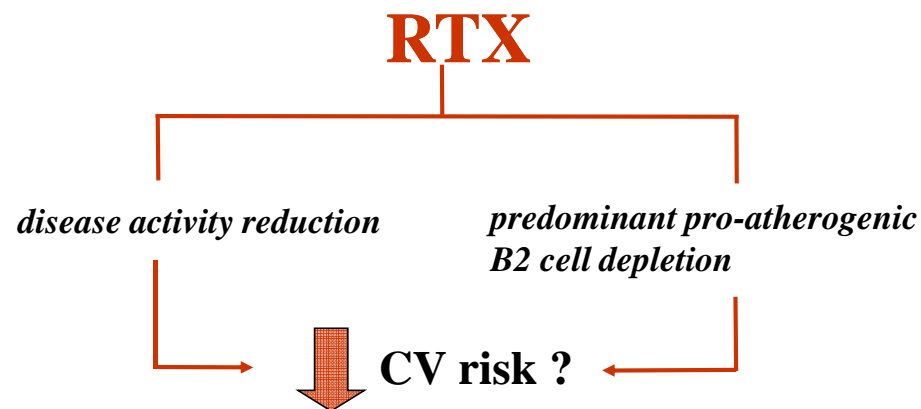 RTX
disease activity reduction
predominant pro-atherogenic
B2 cell depletion
CV risk ?